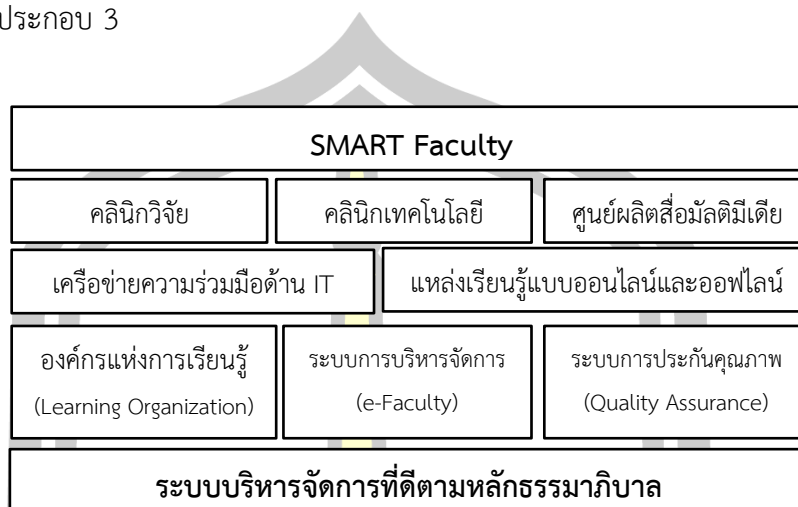 ประกอบ 3
SMART Faculty
คลินิกวิจัย
คลินิกเทคโนโลยี
ศูนย์ผลิตสื่อมัลติมีเดีย
เครือข่ายความร่วมมือด้าน IT
แหล่งเรียนรู้แบบออนไลน์และออฟไลน์
องค์กรแห่งการเรียนรู้
(Learning Organization)
ระบบการบริหารจัดการ
(e-Faculty)
ระบบการประกันคุณภาพ
(Quality Assurance)
ระบบบริหารจัดการที่ดีตามหลักธรรมาภิบาล